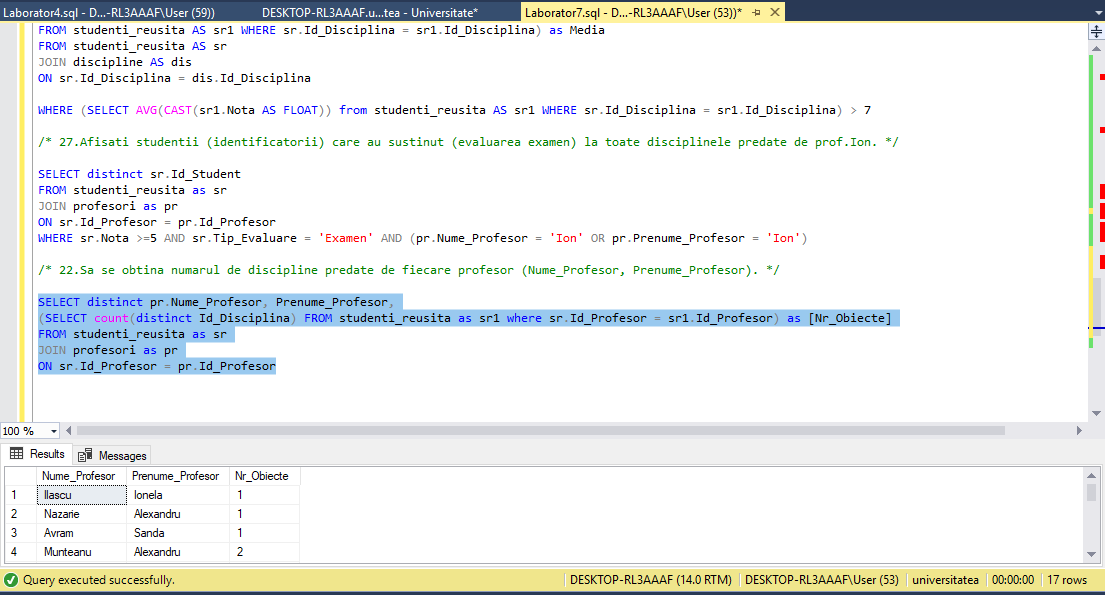 Laborator4.sql - D...-RL3AAAF\User (59)) DESKTOP-RL3AAAF.u...tea - Universitate* Laborator7.sql - D...-RL3AAAF\User (53))*
FROM studenti_reusita AS sr1 WHERE sr.Id_Disciplina = sr1.Id_Disciplina) as Media
FROM studenti_reusita AS sr
JOIN discipline AS dis
ON sr.Id_Disciplina = dis.Id_Disciplina
WHERE (SELECT AVG(CAST(sr1.Nota AS FLOAT)) from studenti_reusita AS sr1 WHERE sr.Id_Disciplina = sr1.Id_Disciplina) > 7
/* 27.Afisati studentii (identificatorii) care au sustinut (evaluarea examen) la toate disciplinele predate de prof.Ion. */
SELECT distinct sr.Id_Student
FROM studenti_reusita as sr
JOIN profesori as pr
ON sr.Id_Profesor = pr.Id_Profesor
WHERE sr.Nota >=5 AND sr.Tip_Evaluare = 'Examen' AND (pr.Nume_Profesor = 'Ion' OR pr.Prenume_Profesor = 'Ion')
/* 22.Sa se obtina numarul de discipline predate de fiecare profesor (Nume_Profesor, Prenume_Profesor). */
SELECT distinct pr.Nume_Profesor, Prenume_Profesor,
(SELECT count(distinct Id_Disciplina) FROM studenti_reusita as sr1 where sr.Id_Profesor = sr1.Id_Profesor) as [Nr_Obiecte]
FROM studenti_reusita as sr
JOIN profesori as pr
ON sr.Id_Profesor = pr.Id_Profesor
100 %
Results Messages
Nume_Profesor Prenume_Profesor Nr_Obiecte
1 Ilascu Ionela 1
2 Nazarie Alexandru 1
3 Avram Sanda 1
4 Munteanu Alexandru 2
Query executed successfully. DESKTOP-RL3AAAF (14.0 RTM) DESKTOP-RL3AAAF\User (53) universitatea 00:00:00 17 rows